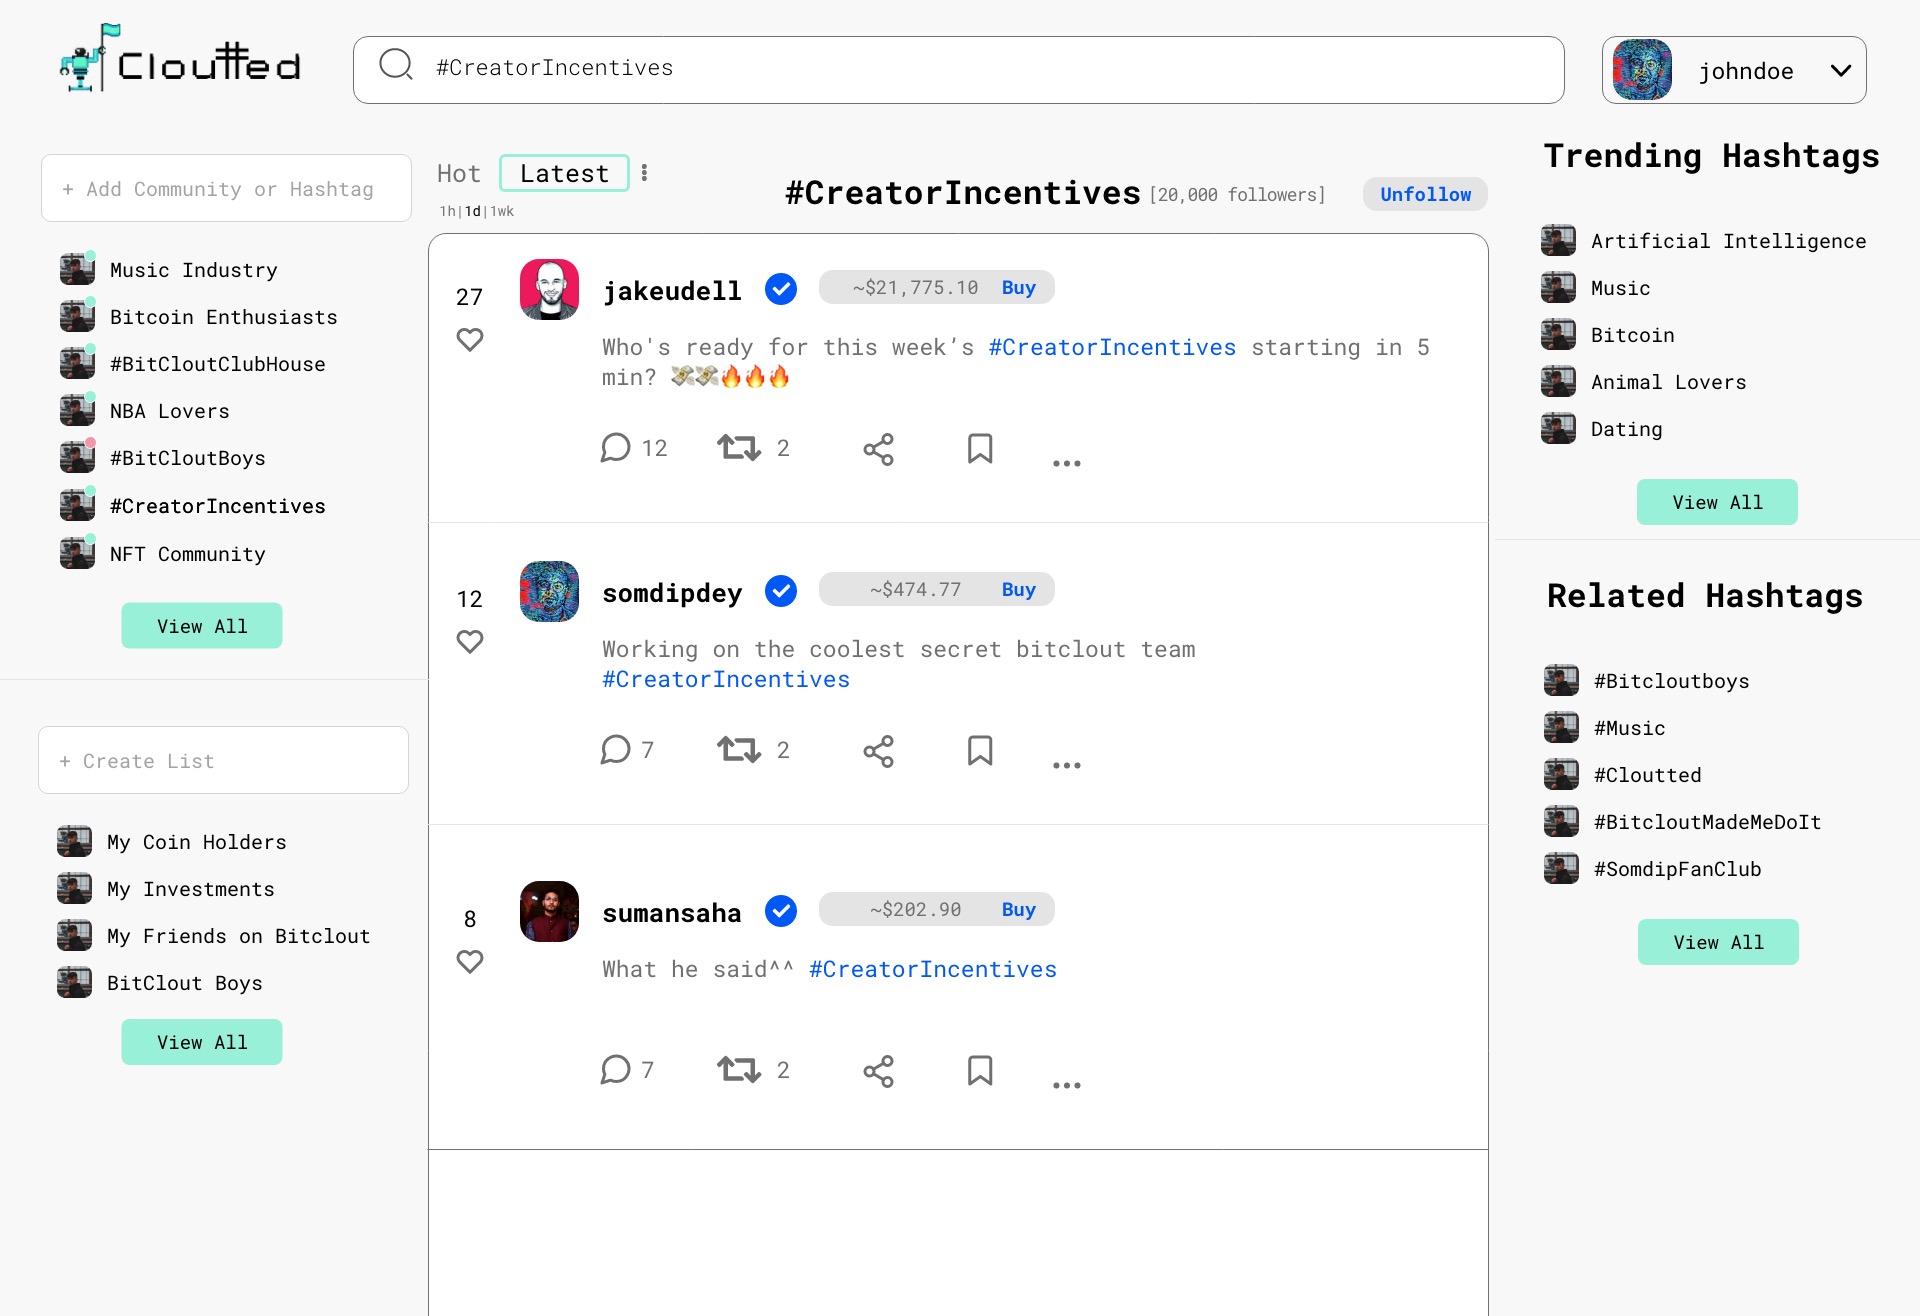 Cloutted
#CreatorIncentives
johndoe
+ Add Community or Hashtag
Music Industry
Bitcoin Enthusiasts
#BitCloutClubHouse
NBA Lovers
#BitCloutBoys
#CreatorIncentives
NFT Community
View All
+ Create List
My Coin Holders
My Investments
My Friends on Bitclout
BitClout Boys
View All
Hot Latest
1h|1d|1wk
#CreatorIncentives [20,000 followers] Unfollow
27
jakeudell ~$21,775.10 Buy
Who's ready for this week’s #CreatorIncentives starting in 5
min? 💸💸🔥🔥🔥
12 2
12
somdipdey ~$474.77 Buy
Working on the coolest secret bitclout team
#CreatorIncentives
7 2
8
sumansaha ~$202.90 Buy
What he said^^ #CreatorIncentives
7 2
Trending Hashtags
Artificial Intelligence
Music
Bitcoin
Animal Lovers
Dating
View All
Related Hashtags
#Bitcloutboys
#Music
#Cloutted
#BitcloutMadeMeDoIt
#SomdipFanClub
View All